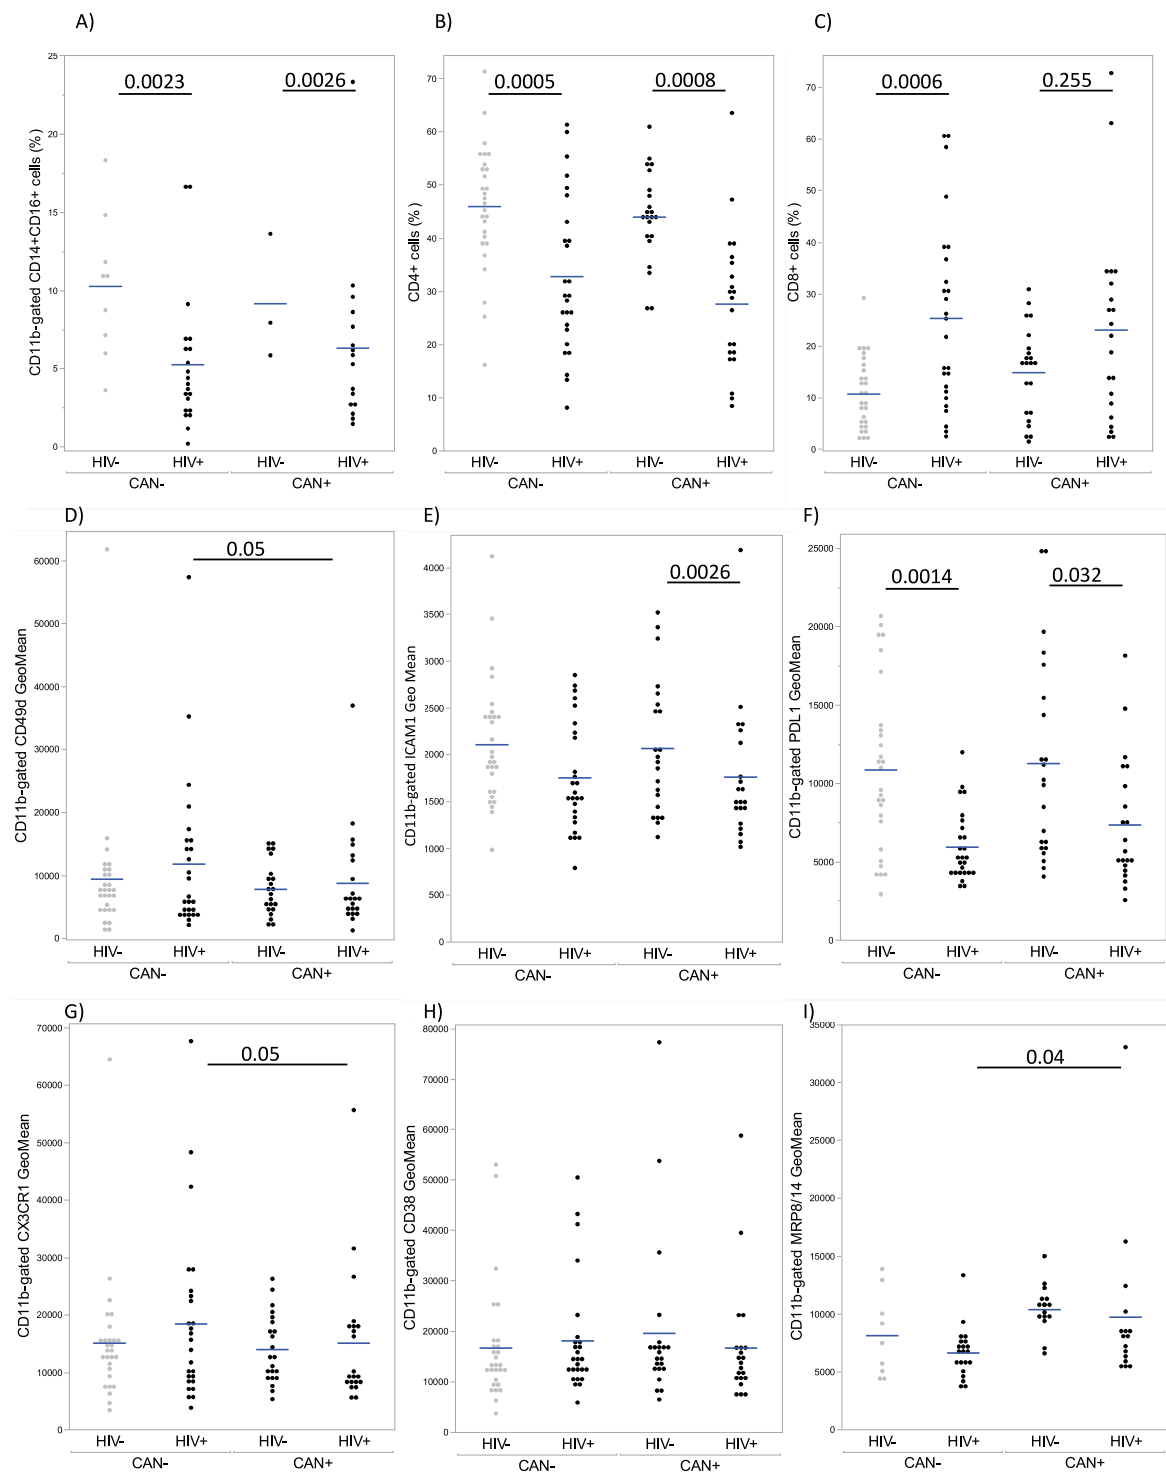 A)
B)
C)
CD11b-gated CD14+CD16+ cells (%)
25
20
15
10
5
0
0.0023
0.0026
HIV- HIV+ HIV- HIV+
CAN- CAN+
CD4+ cells (%)
70
60
50
40
30
20
10
0
0.0005
0.0008
HIV- HIV+ HIV- HIV+
CAN- CAN+
CD8+ cells (%)
70
60
50
40
30
20
10
0
0.0006
0.255
HIV- HIV+ HIV- HIV+
CAN- CAN+
D)
E)
F)
CD11b-gated CD49d GeoMean
60000
50000
40000
30000
20000
10000
0
0.05
HIV- HIV+ HIV- HIV+
CAN- CAN+
CD11b-gated ICAM1 Geo Mean
4000
3500
3000
2500
2000
1500
1000
500
0
0.0026
HIV- HIV+ HIV- HIV+
CAN- CAN+
CD11b-gated PDL1 GeoMean
25000
20000
15000
10000
5000
0
0.0014
0.032
HIV- HIV+ HIV- HIV+
CAN- CAN+
G)
H)
I)
CD11b-gated CX3CR1 GeoMean
70000
60000
50000
40000
30000
20000
10000
0
0.05
HIV- HIV+ HIV- HIV+
CAN- CAN+
CD11b-gated CD38 GeoMean
80000
70000
60000
50000
40000
30000
20000
10000
0
HIV- HIV+ HIV- HIV+
CAN- CAN+
CD11b-gated MRP8/14 GeoMean
35000
30000
25000
20000
15000
10000
5000
0
0.04
HIV- HIV+ HIV- HIV+
CAN- CAN+